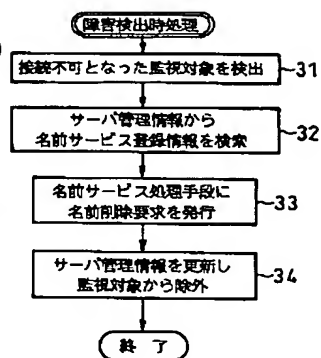 障害検出時処理
接続不可となった監視対象を検出
31
サーバ管理情報から
名前サービス登録情報を検索
32
名前サービス処理手段に
名前削除要求を発行
33
サーバ管理情報を更新し
監視対象から除外
34
終了